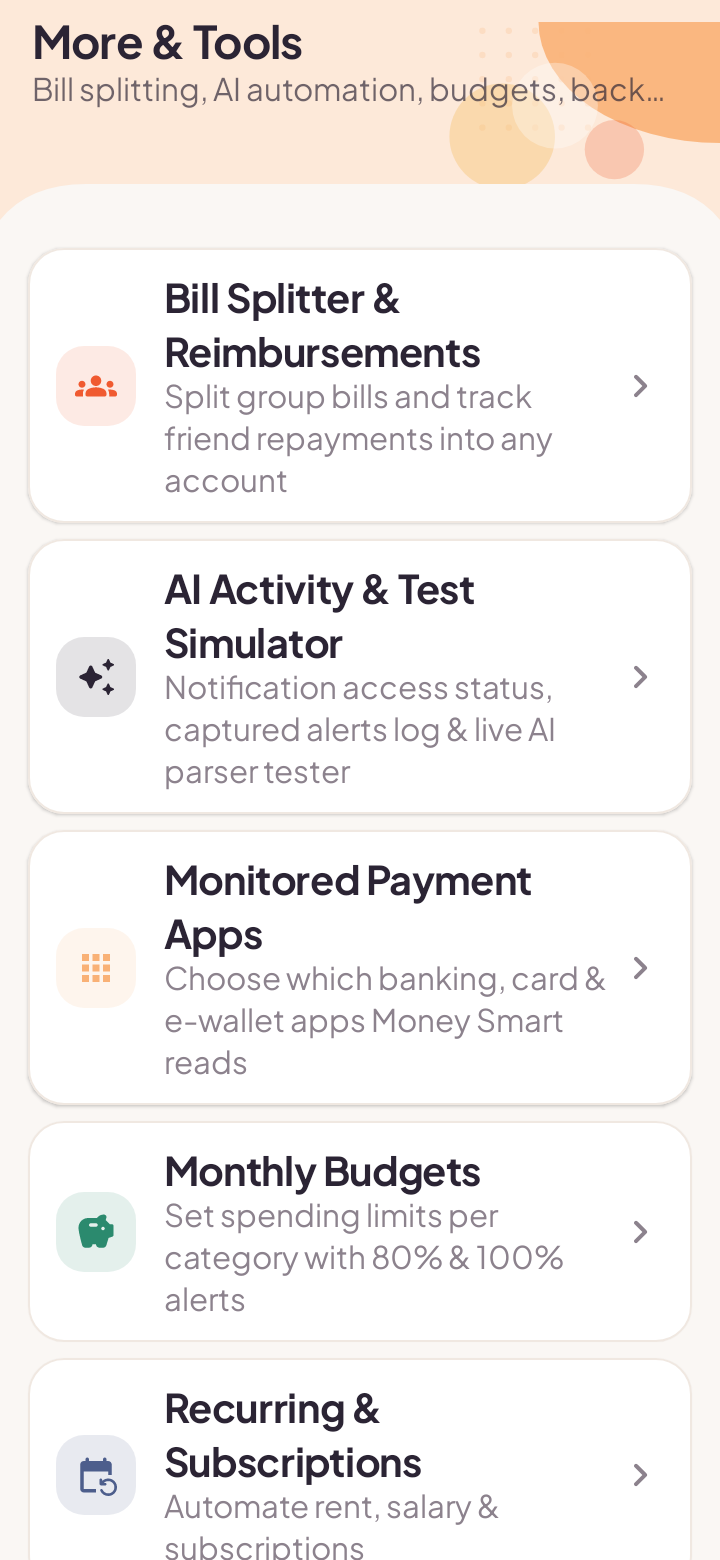 More & Tools
Bill splitting, AI automation, budgets, back…
Bill Splitter &
Reimbursements
Split group bills and track
friend repayments into any
account
AI Activity & Test
Simulator
Notification access status,
captured alerts log & live AI
parser tester
Monitored Payment
Apps
Choose which banking, card &
e-wallet apps Money Smart
reads
Monthly Budgets
Set spending limits per
category with 80% & 100%
alerts
Recurring &
Subscriptions
Automate rent, salary &
subscriptions